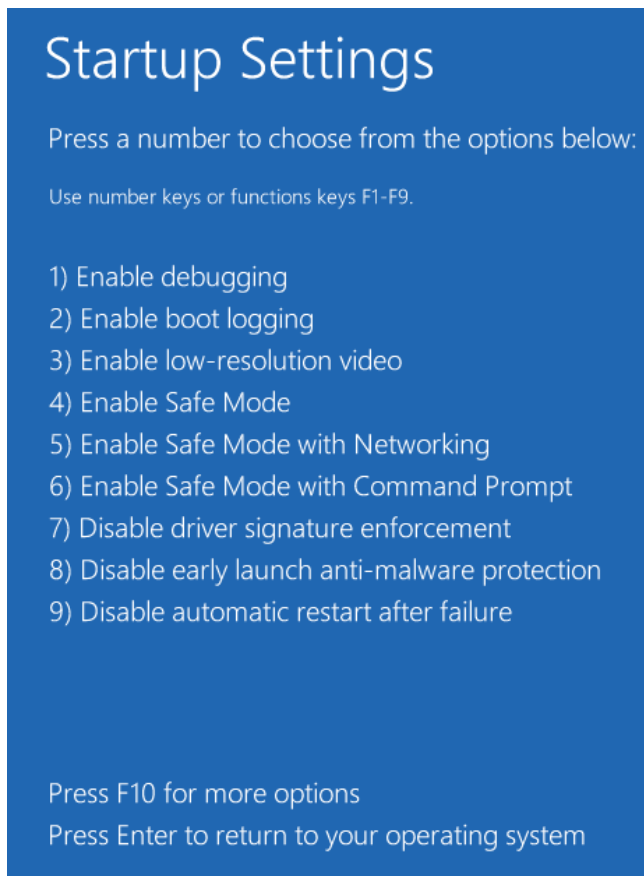 Startup Settings
Press a number to choose from the options below:
Use number keys or functions keys F1-F9.
1) Enable debugging
2) Enable boot logging
3) Enable low-resolution video
4) Enable Safe Mode
5) Enable Safe Mode with Networking
6) Enable Safe Mode with Command Prompt
7) Disable driver signature enforcement
8) Disable early launch anti-malware protection
9) Disable automatic restart after failure
Press F10 for more options
Press Enter to return to your operating system